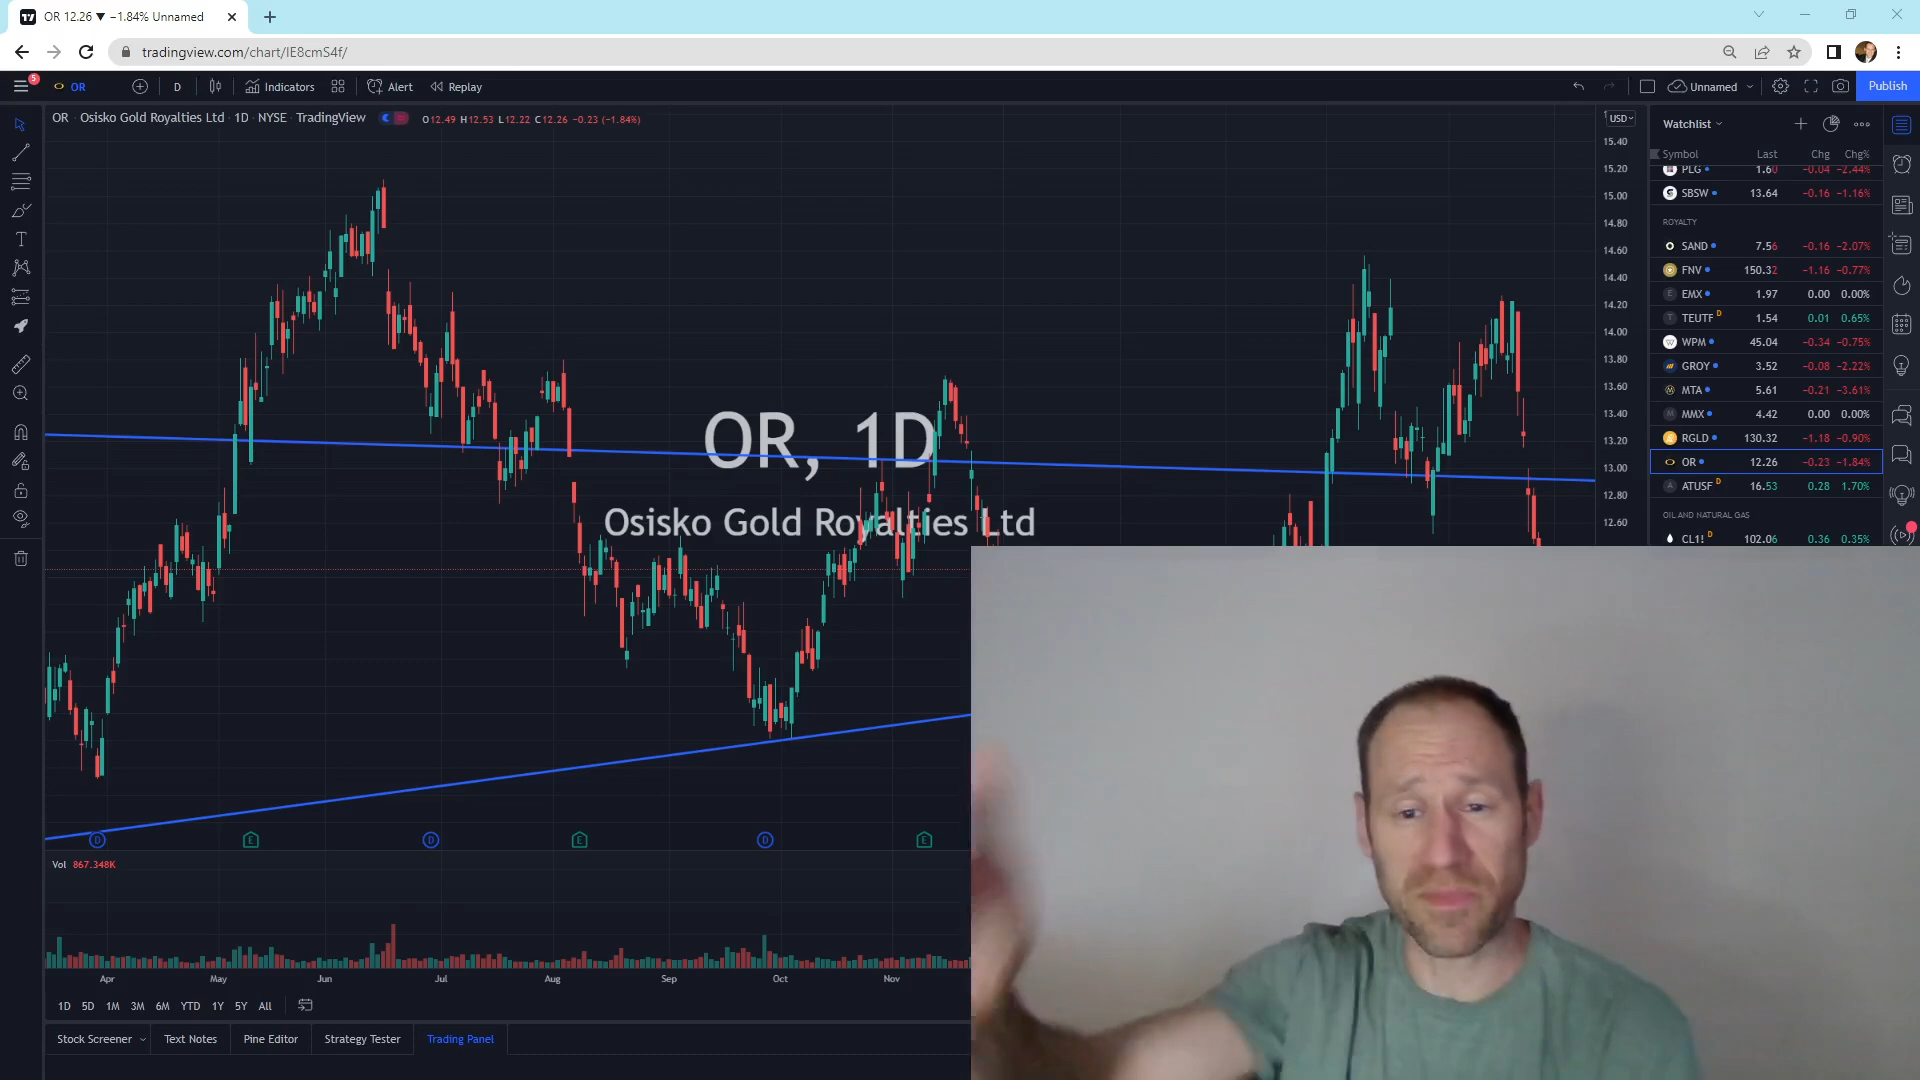 OR 12.26 ▼ −1.84% Unnamed
tradingview.com/chart/IE8cmS4f/
5
OR
D
Indicators
Alert
Replay
Unnamed
Publish
OR · Osisko Gold Royalties Ltd · 1D · NYSE · TradingView
O12.49 H12.53 L12.22 C12.26 −0.23 (−1.84%)
USD
15.40
15.20
15.00
14.80
14.60
14.40
14.20
14.00
13.80
13.60
13.40
13.20
13.00
12.80
12.60
OR, 1D
Osisko Gold Royalties Ltd
Watchlist
Symbol Last Chg Chg%
PLG 1.60 −0.04 −2.44%
SBSW 13.64 −0.16 −1.16%
ROYALTY
SAND 7.56 −0.16 −2.07%
FNV 150.32 −1.16 −0.77%
EMX 1.97 0.00 0.00%
TEUTF D 1.54 0.01 0.65%
WPM 45.04 −0.34 −0.75%
GROY 3.52 −0.08 −2.22%
MTA 5.61 −0.21 −3.61%
MMX 4.42 0.00 0.00%
RGLD 130.32 −1.18 −0.90%
OR 12.26 −0.23 −1.84%
ATUSF D 16.53 0.28 1.70%
OIL AND NATURAL GAS
CL1! D 102.06 0.36 0.35%
D E D E D E
Vol 867.348K
Apr May Jun Jul Aug Sep Oct Nov
1D 5D 1M 3M 6M YTD 1Y 5Y All
Stock Screener Text Notes Pine Editor Strategy Tester Trading Panel